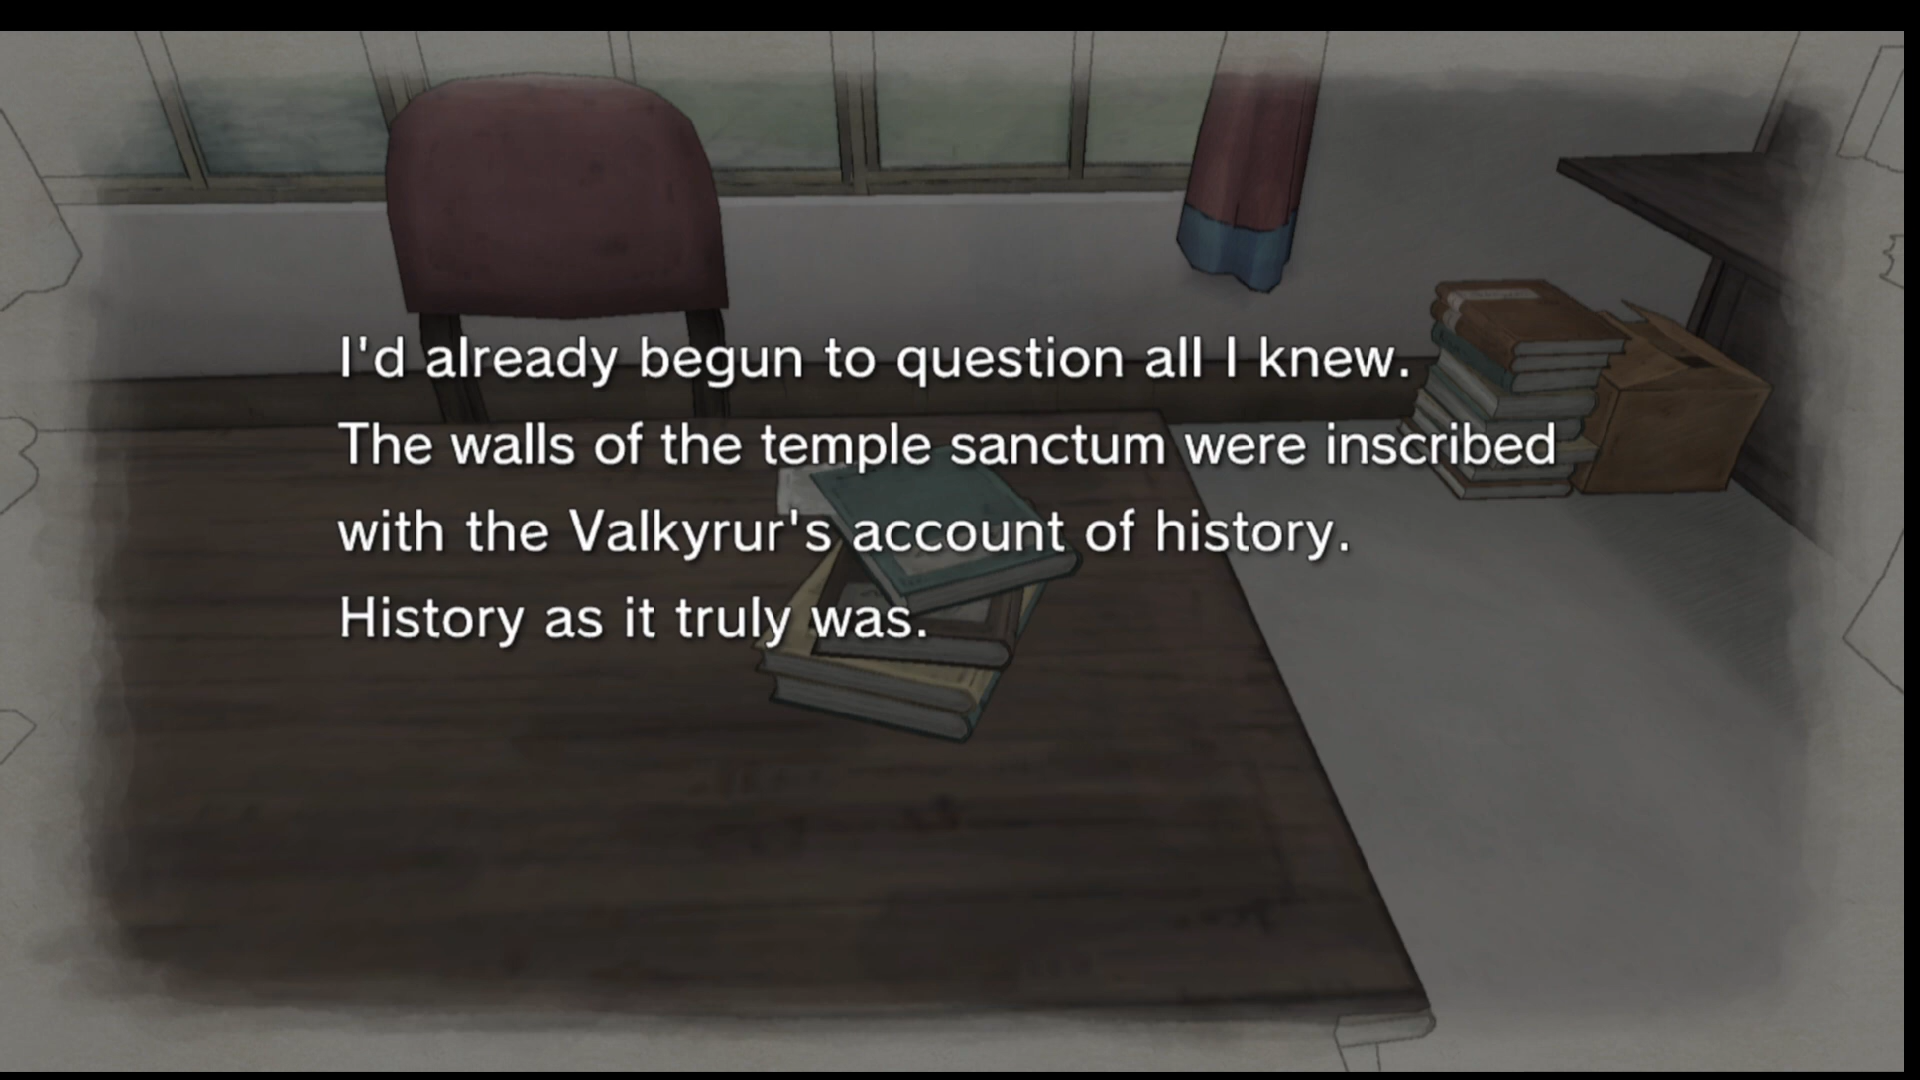 I'd already begun to question all I knew.
The walls of the temple sanctum were inscribed
with the Valkyrur's account of history.
History as it truly was.